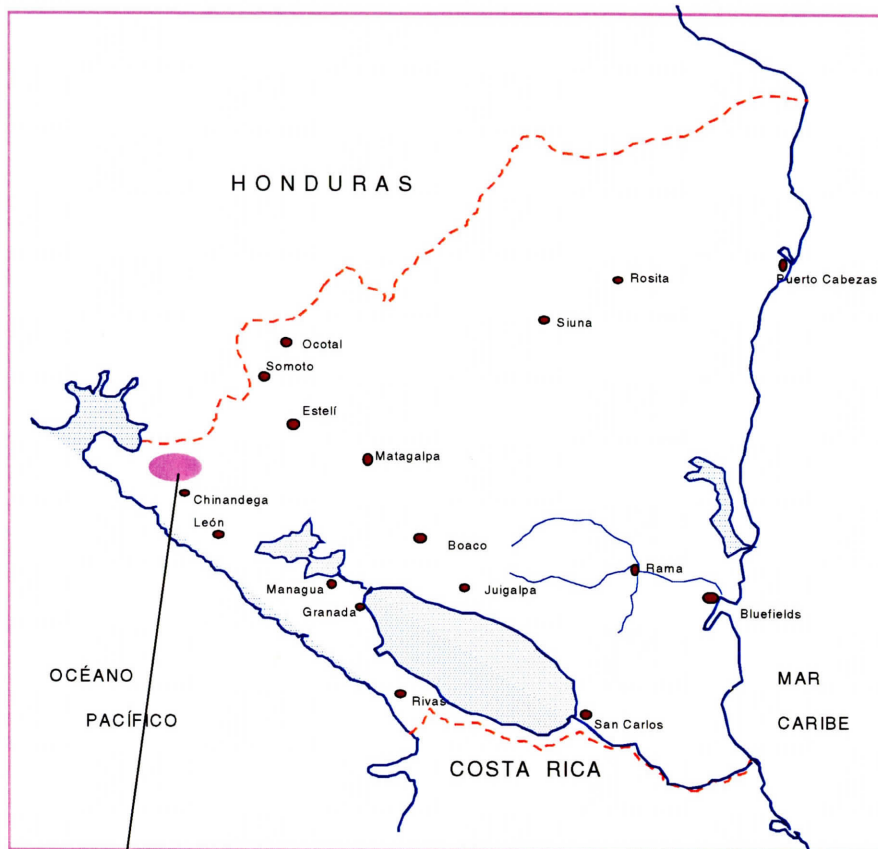 HONDURAS
Rosita
Puerto Cabezas
Siuna
Ocotal
Somoto
Estelí
Matagalpa
Chinandega
León
Boaco
Rama
Managua
Juigalpa
Granada
Bluefields
OCÉANO
PACÍFICO
Rivas
San Carlos
MAR
CARIBE
COSTA RICA